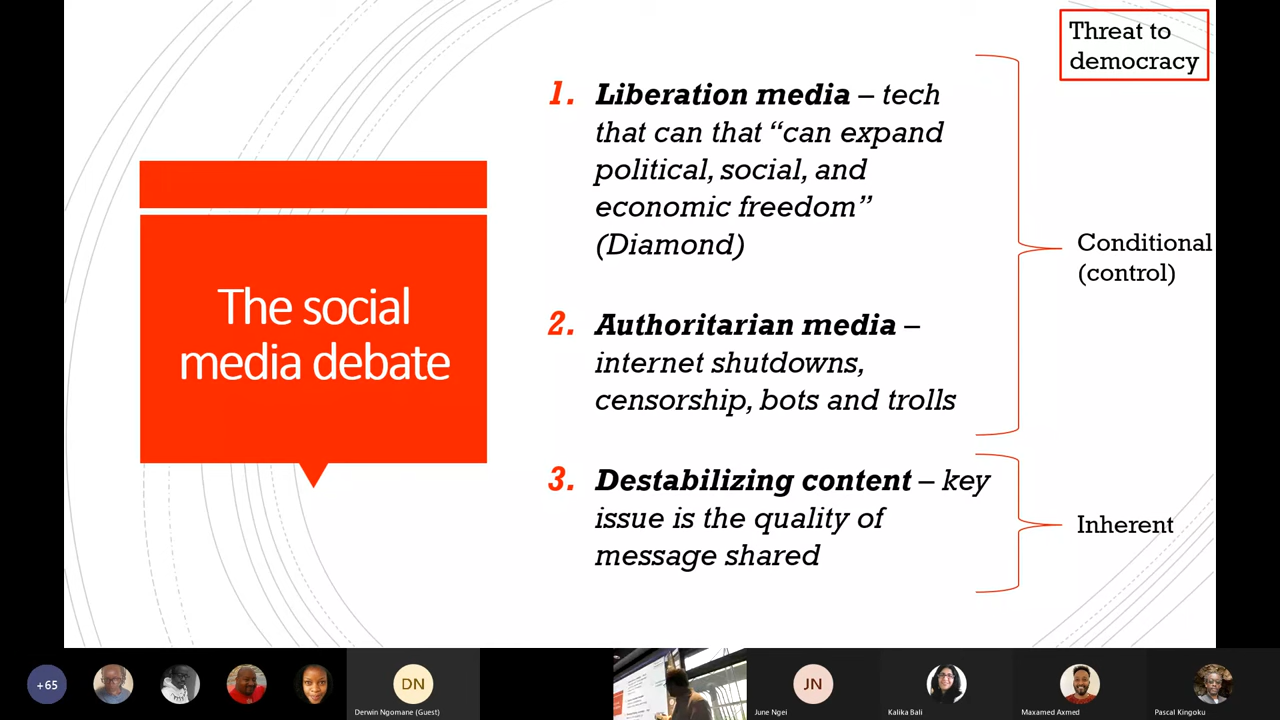 Threat to
democracy
The social
media debate
1. Liberation media – tech
that can that “can expand
political, social, and
economic freedom”
(Diamond)
2. Authoritarian media –
internet shutdowns,
censorship, bots and trolls
3. Destabilizing content – key
issue is the quality of
message shared
Conditional
(control)
Inherent
+65
DN
Derwin Ngomane (Guest)
JN
June Ngei
Kalika Bali
Maxamed Axmed
Pascal Kingoku